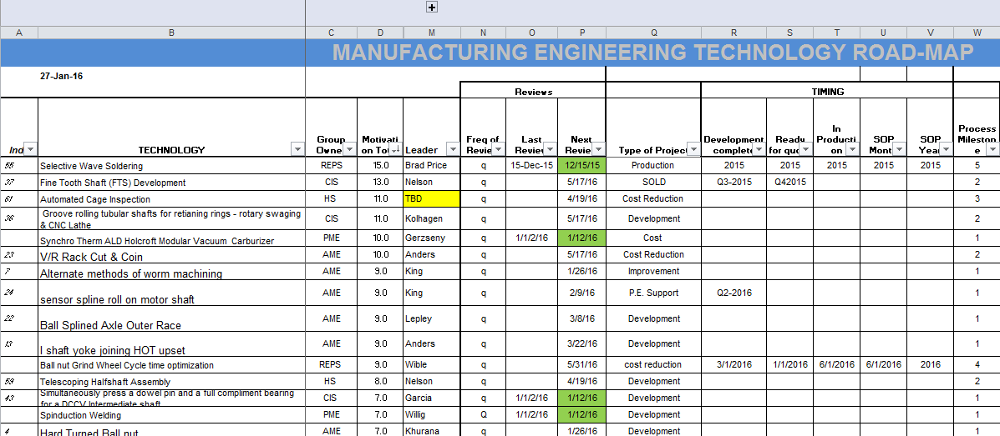 A B C D M N O P Q R S T U V W
MANUFACTURING ENGINEERING TECHNOLOGY ROAD-MAP
27-Jan-16
Reviews TIMING
Ind TECHNOLOGY Group Owne Motivati on Tot Leader Freq of Revie Last Review Next Revie Type of Project Development complete Ready for quo In Producti on SOP Mont SOP Year Process Mileston e
55 Selective Wave Soldering REPS 15.0 Brad Price q 15-Dec-15 12/15/15 Production 2015 2015 2015 2015 2015 5
37 Fine Tooth Shaft (FTS) Development CIS 13.0 Nelson q 5/17/16 SOLD Q3-2015 Q42015 2
61 Automated Cage Inspection HS 11.0 TBD q 4/19/16 Cost Reduction 3
36 Groove rolling tubular shafts for retianing rings - rotary swaging
& CNC Lathe CIS 11.0 Kolhagen q 5/17/16 Development 2
Synchro Therm ALD Holcroft Modular Vacuum Carburizer PME 10.0 Gerzseny q 1/1/2/16 1/12/16 Cost 1
23 V/R Rack Cut & Coin AME 10.0 Anders q 5/17/16 Cost Reduction 2
7 Alternate methods of worm machining AME 9.0 King q 1/26/16 Improvement 1
24 sensor spline roll on motor shaft AME 9.0 King q 2/9/16 P.E. Support Q2-2016 1
22 Ball Splined Axle Outer Race AME 9.0 Lepley q 3/8/16 Development 1
13 I shaft yoke joining HOT upset AME 9.0 Anders q 3/22/16 Development 1
Ball nut Grind Wheel Cycle time optimization REPS 9.0 Wible q 5/31/16 cost reduction 3/1/2016 1/1/2016 6/1/2016 6/1/2016 2016 4
59 Telescoping Halfshaft Assembly HS 8.0 Nelson q 4/19/16 Development 2
43 Simultaneously press a dowel pin and a full compliment bearing
for a DCCV Intermediate shaft CIS 7.0 Garcia q 1/1/2/16 1/12/16 Development 1
Spinduction Welding PME 7.0 Willig Q 1/1/2/16 1/12/16 Development 1
4 Hard Turned Ball nut AME 7.0 Khurana q 1/26/16 Development 1